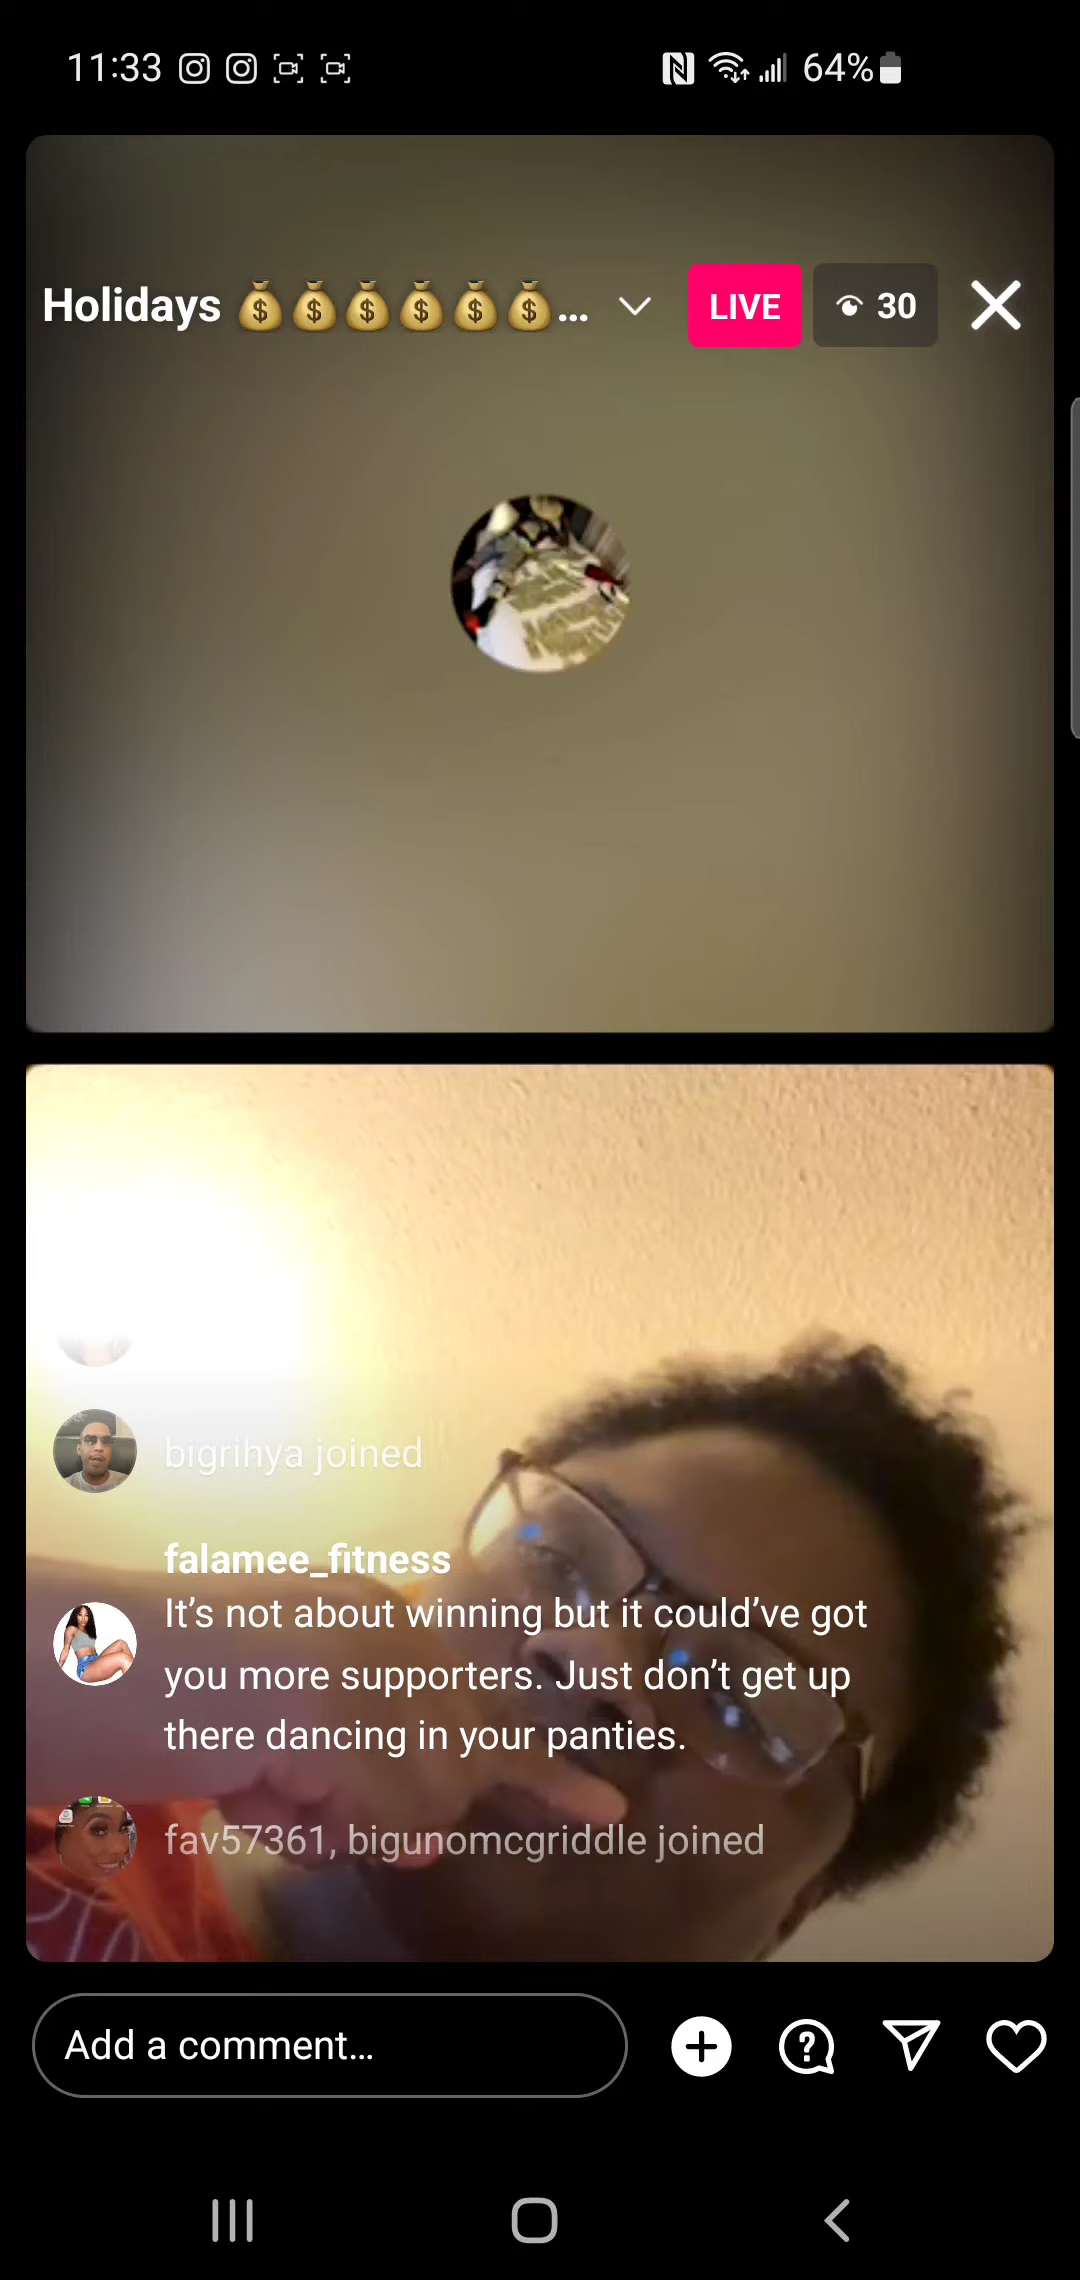 11:33 64%
Holidays 💰💰💰💰💰💰... LIVE 30
bigrihya joined
falamee_fitness
It’s not about winning but it could’ve got
you more supporters. Just don’t get up
there dancing in your panties.
fav57361, bigunomcgriddle joined
Add a comment...